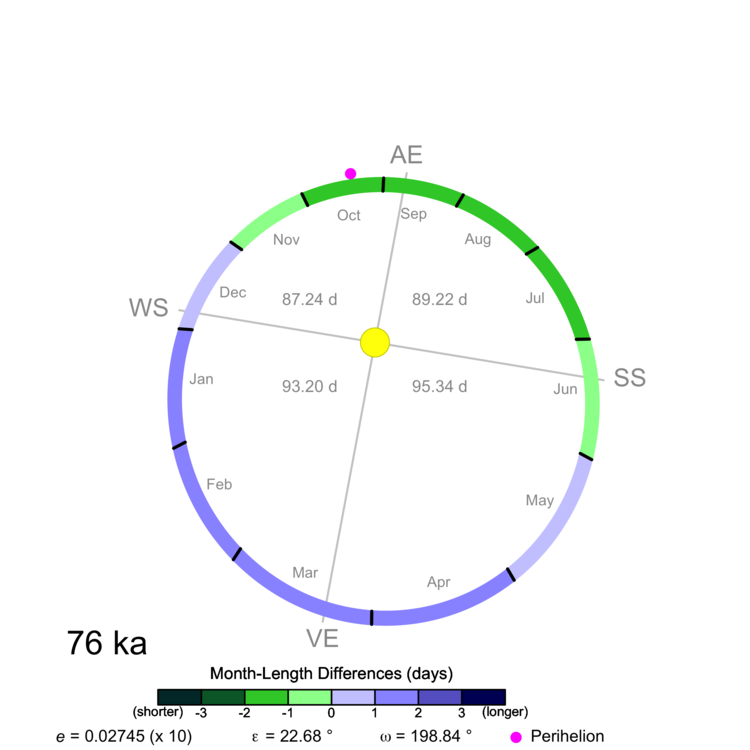 AE
Oct
Sep
Nov
Aug
Dec
Jul
WS
87.24 d
89.22 d
SS
Jan
93.20 d
95.34 d
Jun
Feb
May
Mar
Apr
VE
76 ka
Month-Length Differences (days)
(shorter) -3 -2 -1 0 1 2 3 (longer)
e = 0.02745 (x 10) ε = 22.68 ° ω = 198.84 ° Perihelion